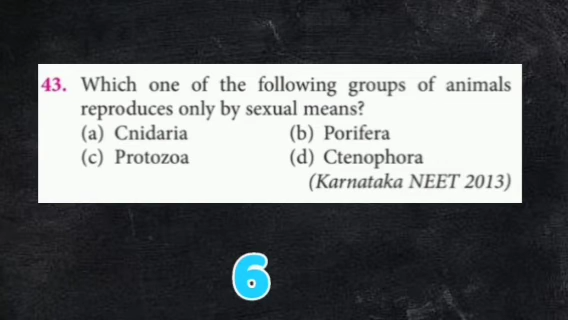 43. Which one of the following groups of animals
reproduces only by sexual means?
(a) Cnidaria (b) Porifera
(c) Protozoa (d) Ctenophora
(Karnataka NEET 2013)
6